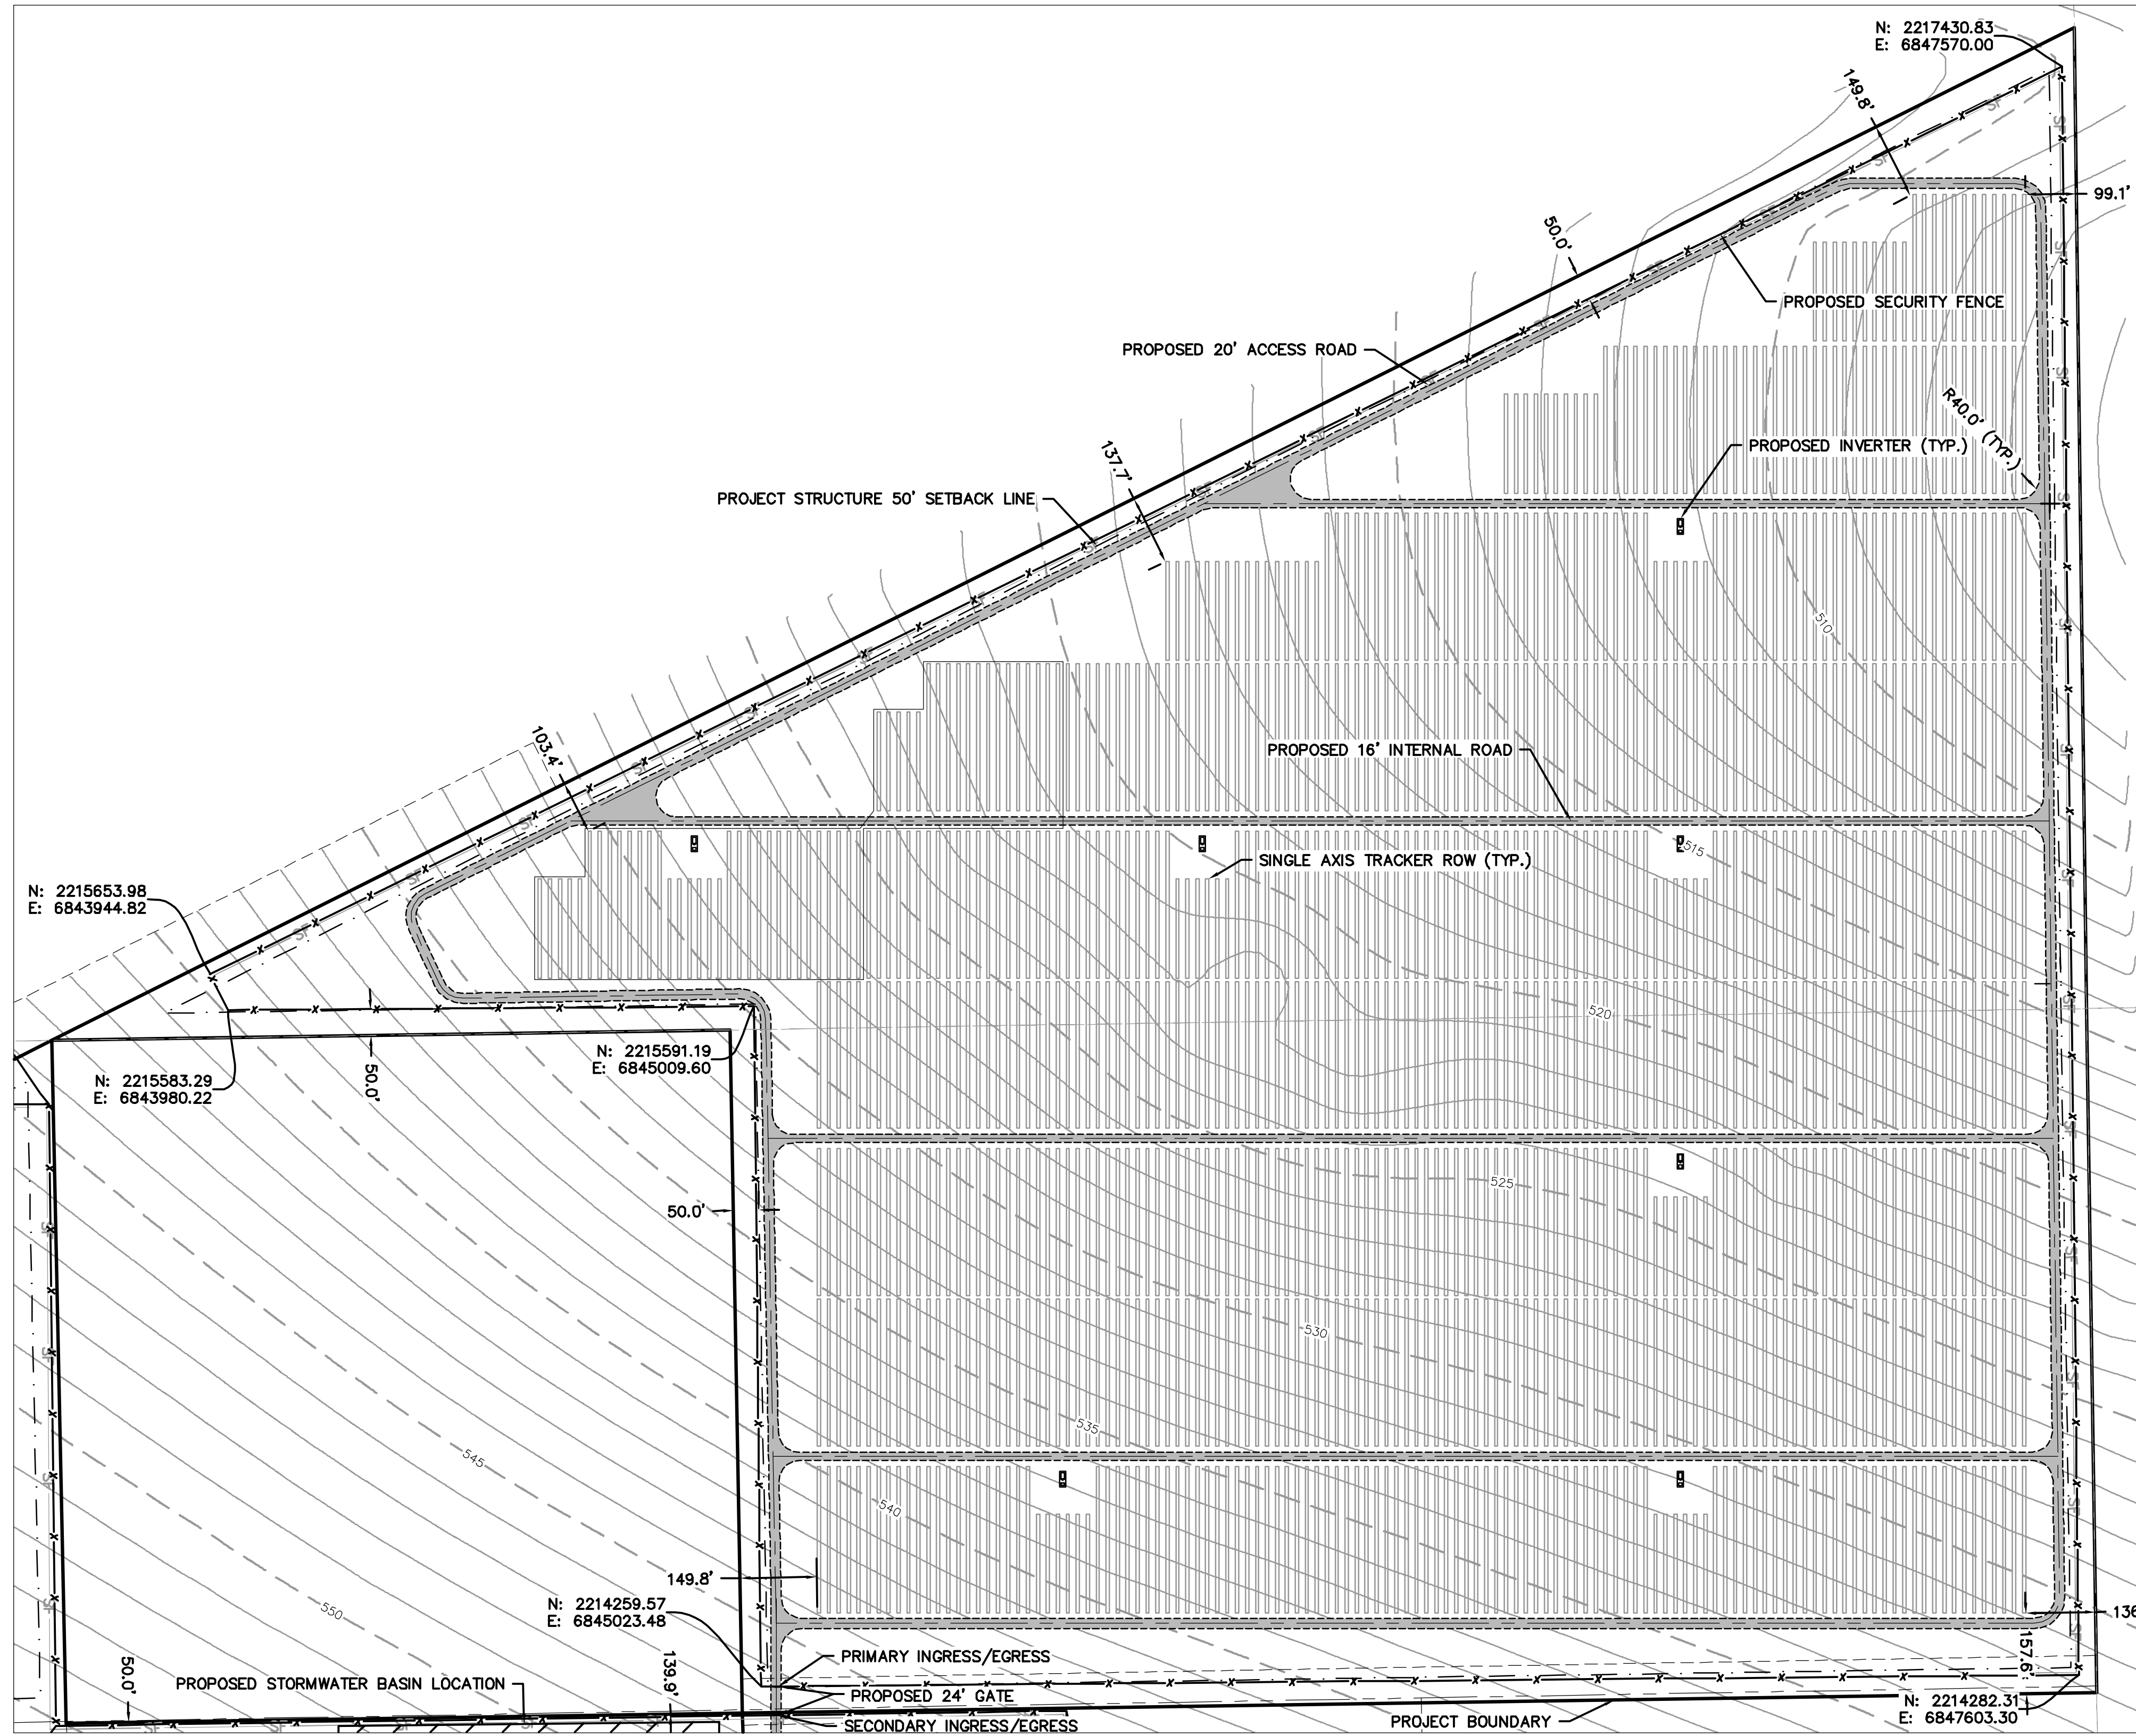 N: 2217430.83
E: 6847570.00
149.8'
99.1'
50.0'
PROPOSED SECURITY FENCE
PROPOSED 20' ACCESS ROAD
R40.0' (TYP.)
PROPOSED INVERTER (TYP.)
137.7'
PROJECT STRUCTURE 50' SETBACK LINE
510
PROPOSED 16' INTERNAL ROAD
103.4'
515
SINGLE AXIS TRACKER ROW (TYP.)
N: 2215653.98
E: 6843944.82
520
N: 2215591.19
E: 6845009.60
N: 2215583.29
E: 6843980.22
50.0'
525
50.0'
530
535
545
540
149.8'
N: 2214259.57
E: 6845023.48
550
136
157.6'
PRIMARY INGRESS/EGRESS
50.0'
139.9'
PROPOSED STORMWATER BASIN LOCATION
PROPOSED 24' GATE
SECONDARY INGRESS/EGRESS
PROJECT BOUNDARY
N: 2214282.31
E: 6847603.30